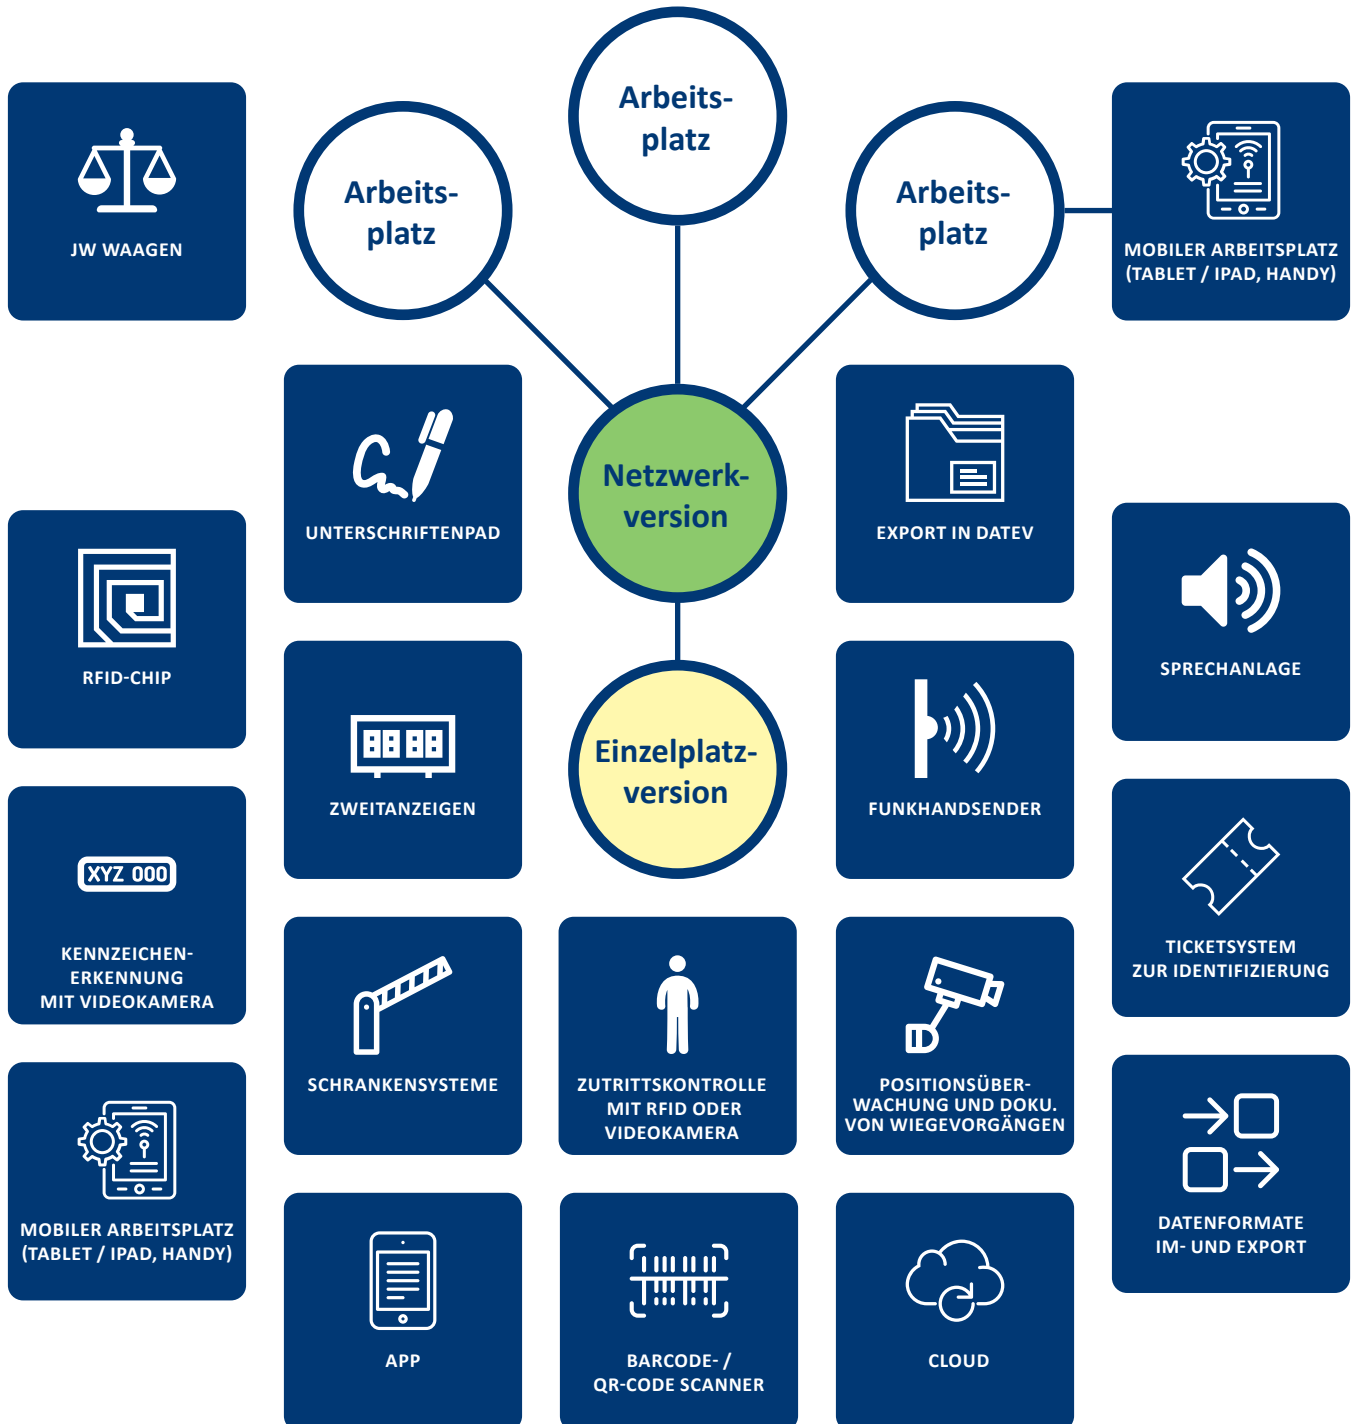 Arbeits-
platz
Arbeits-
platz
Arbeits-
platz
JW WAAGEN
MOBILER ARBEITSPLATZ
(TABLET / IPAD, HANDY)
UNTERSCHRIFTENPAD
Netzwerk-
version
EXPORT IN DATEV
RFID-CHIP
SPRECHANLAGE
ZWEITANZEIGEN
Einzelplatz-
version
FUNKHANDSENDER
XYZ 000
KENNZEICHEN-
ERKENNUNG
MIT VIDEOKAMERA
TICKETSYSTEM
ZUR IDENTIFIZIERUNG
SCHRANKENSYSTEME
ZUTRITTSKONTROLLE
MIT RFID ODER
VIDEOKAMERA
POSITIONSÜBER-
WACHUNG UND DOKU.
VON WIEGEVORGÄNGEN
MOBILER ARBEITSPLATZ
(TABLET / IPAD, HANDY)
DATENFORMATE
IM- UND EXPORT
APP
BARCODE- /
QR-CODE SCANNER
CLOUD